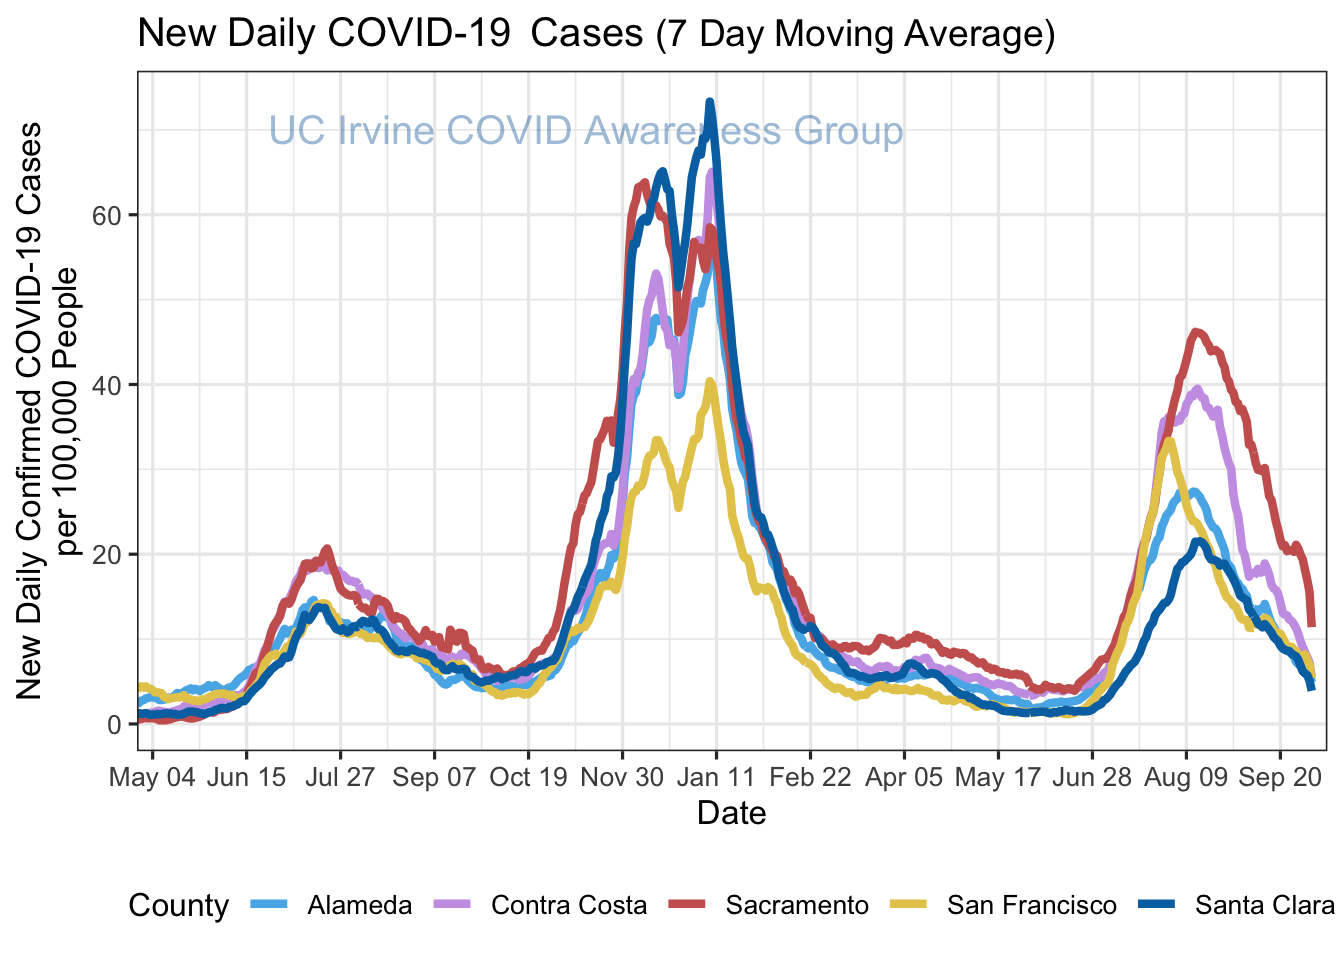 New Daily COVID-19 Cases (7 Day Moving Average)
UC Irvine COVID Awareness Group
New Daily Confirmed COVID-19 Cases
per 100,000 People
60
40
20
0
May 04 Jun 15 Jul 27 Sep 07 Oct 19 Nov 30 Jan 11 Feb 22 Apr 05 May 17 Jun 28 Aug 09 Sep 20
Date
County Alameda Contra Costa Sacramento San Francisco Santa Clara